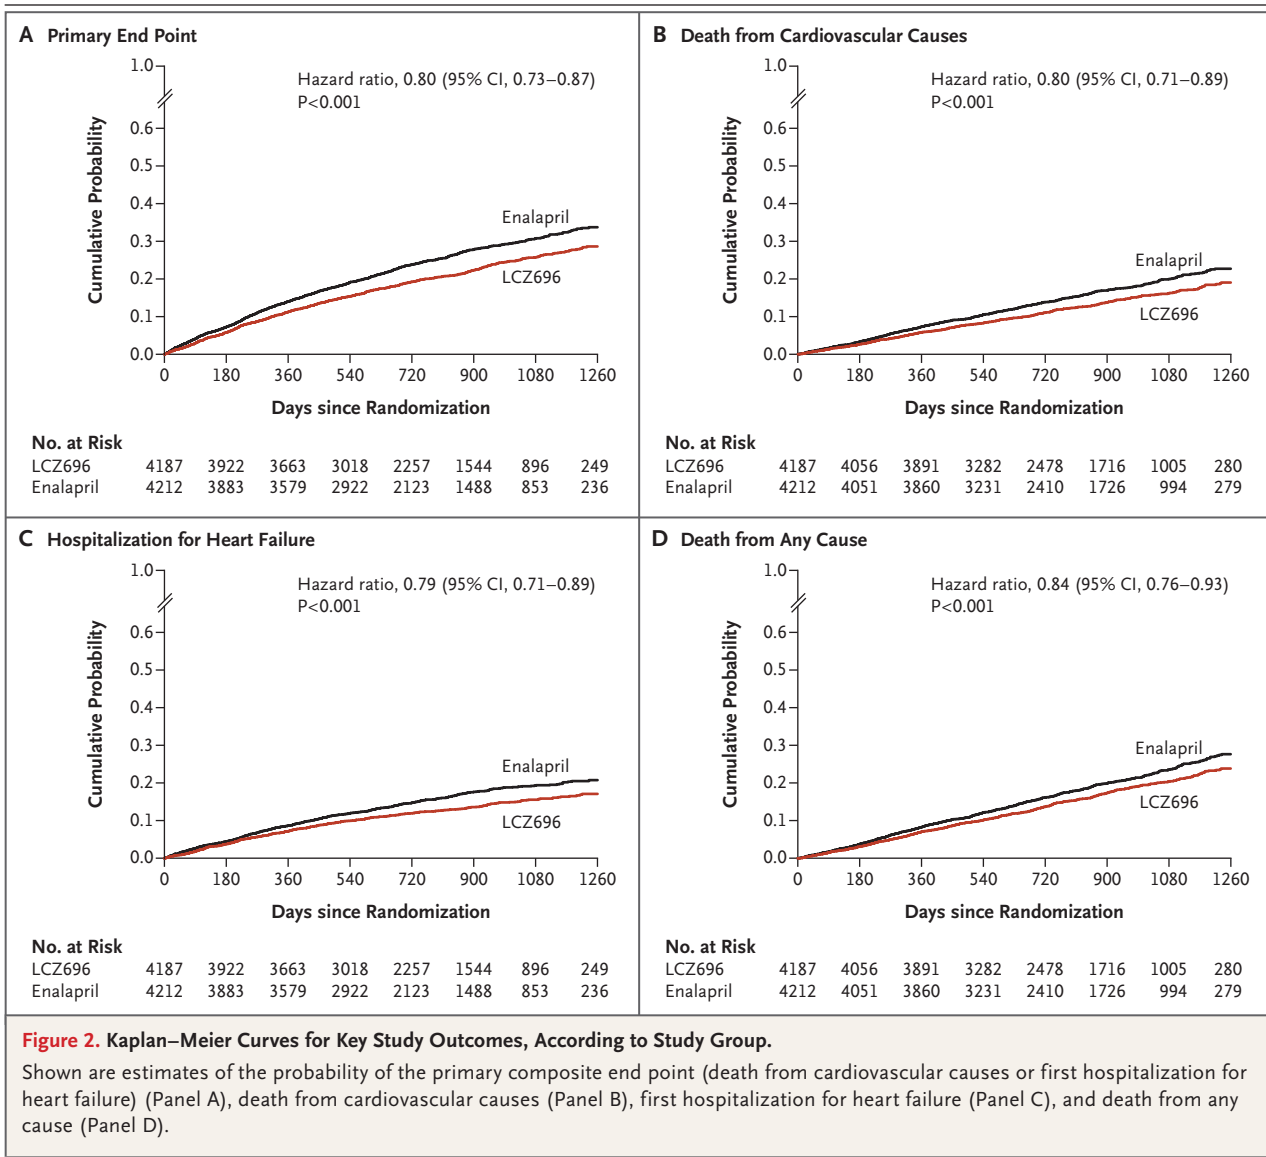 A Primary End Point
1.0
0.6
0.5
0.4
0.3
0.2
0.1
0.0
Cumulative Probability
Hazard ratio, 0.80 (95% CI, 0.73–0.87)
P<0.001
Enalapril
LCZ696
0 180 360 540 720 900 1080 1260
Days since Randomization
No. at Risk
LCZ696 4187 3922 3663 3018 2257 1544 896 249
Enalapril 4212 3883 3579 2922 2123 1488 853 236
B Death from Cardiovascular Causes
1.0
0.6
0.5
0.4
0.3
0.2
0.1
0.0
Cumulative Probability
Hazard ratio, 0.80 (95% CI, 0.71–0.89)
P<0.001
Enalapril
LCZ696
0 180 360 540 720 900 1080 1260
Days since Randomization
No. at Risk
LCZ696 4187 4056 3891 3282 2478 1716 1005 280
Enalapril 4212 4051 3860 3231 2410 1726 994 279
C Hospitalization for Heart Failure
1.0
0.6
0.5
0.4
0.3
0.2
0.1
0.0
Cumulative Probability
Hazard ratio, 0.79 (95% CI, 0.71–0.89)
P<0.001
Enalapril
LCZ696
0 180 360 540 720 900 1080 1260
Days since Randomization
No. at Risk
LCZ696 4187 3922 3663 3018 2257 1544 896 249
Enalapril 4212 3883 3579 2922 2123 1488 853 236
D Death from Any Cause
1.0
0.6
0.5
0.4
0.3
0.2
0.1
0.0
Cumulative Probability
Hazard ratio, 0.84 (95% CI, 0.76–0.93)
P<0.001
Enalapril
LCZ696
0 180 360 540 720 900 1080 1260
Days since Randomization
No. at Risk
LCZ696 4187 4056 3891 3282 2478 1716 1005 280
Enalapril 4212 4051 3860 3231 2410 1726 994 279
Figure 2. Kaplan–Meier Curves for Key Study Outcomes, According to Study Group.
Shown are estimates of the probability of the primary composite end point (death from cardiovascular causes or first hospitalization for
heart failure) (Panel A), death from cardiovascular causes (Panel B), first hospitalization for heart failure (Panel C), and death from any
cause (Panel D).